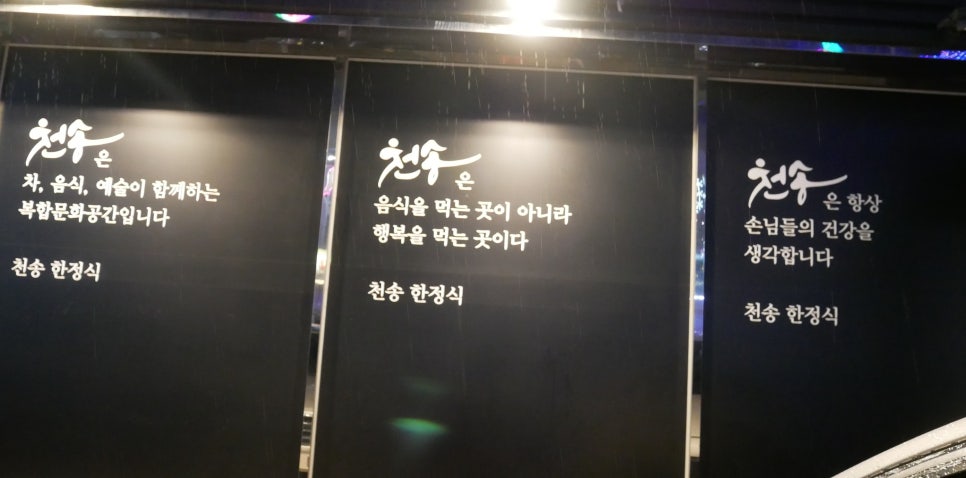 천송은
차, 음식, 예술이 함께하는
복합문화공간입니다
천송 한정식
천송은
음식을 먹는 곳이 아니라
행복을 먹는 곳이다
천송 한정식
천송은 항상
손님들의 건강을
생각합니다
천송 한정식